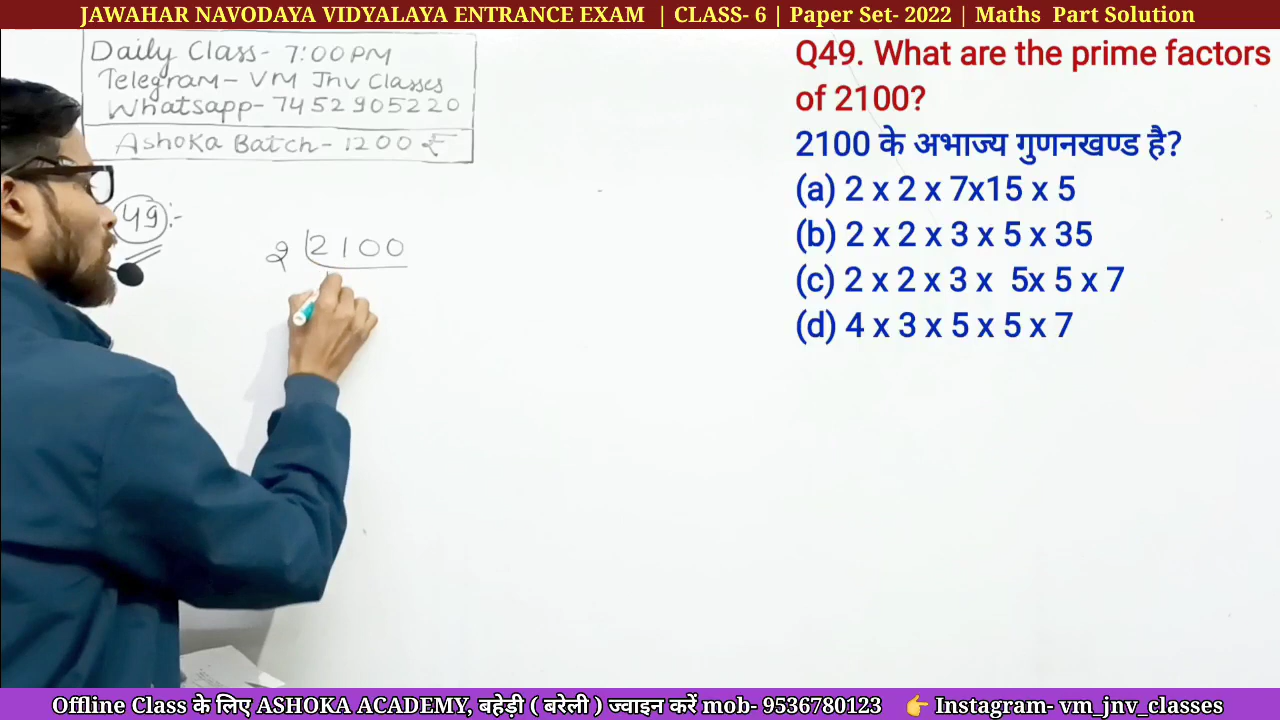 JAWAHAR NAVODAYA VIDYALAYA ENTRANCE EXAM | CLASS- 6 | Paper Set- 2022 | Maths Part Solution
Daily Class- 7:00PM
Telegram- VM Jnv Classes
Whatsapp- 7452905220
Ashoka Batch- 1200 ₹
49:-
2 2100
Q49. What are the prime factors
of 2100?
2100 के अभाज्य गुणनखण्ड है?
(a) 2 x 2 x 7x15 x 5
(b) 2 x 2 x 3 x 5 x 35
(c) 2 x 2 x 3 x 5x 5 x 7
(d) 4 x 3 x 5 x 5 x 7
Offline Class के लिए ASHOKA ACADEMY, बहेड़ी ( बरेली ) ज्वाइन करें mob- 9536780123 👉 Instagram- vm_jnv_classes